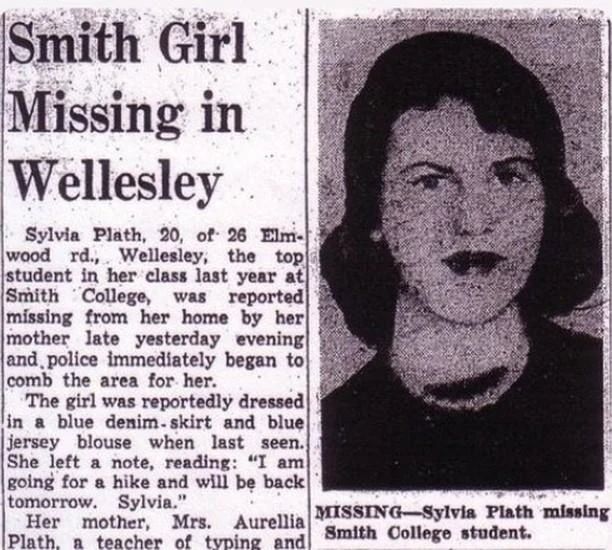 Smith Girl
Missing in
Wellesley
Sylvia Plath, 20, of 26 Elm-
wood rd., Wellesley, the top
student in her class last year at
Smith College, was reported
missing from her home by her
mother late yesterday evening
and police immediately began to
comb the area for her.
The girl was reportedly dressed
in a blue denim-skirt and blue
jersey blouse when last seen.
She left a note, reading: "I am
going for a hike and will be back
tomorrow. Sylvia."
Her mother, Mrs. Aurellia
Plath, a teacher of typing and
MISSING—Sylvia Plath missing
Smith College student.